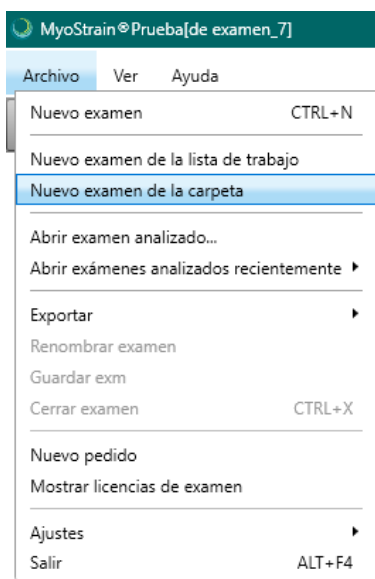 MyoStrain®Prueba[de examen_7]
Archivo Ver Ayuda
Nuevo examen CTRL+N
Nuevo examen de la lista de trabajo
Nuevo examen de la carpeta
Abrir examen analizado...
Abrir exámenes analizados recientemente
Exportar
Renombrar examen
Guardar exm
Cerrar examen CTRL+X
Nuevo pedido
Mostrar licencias de examen
Ajustes
Salir ALT+F4